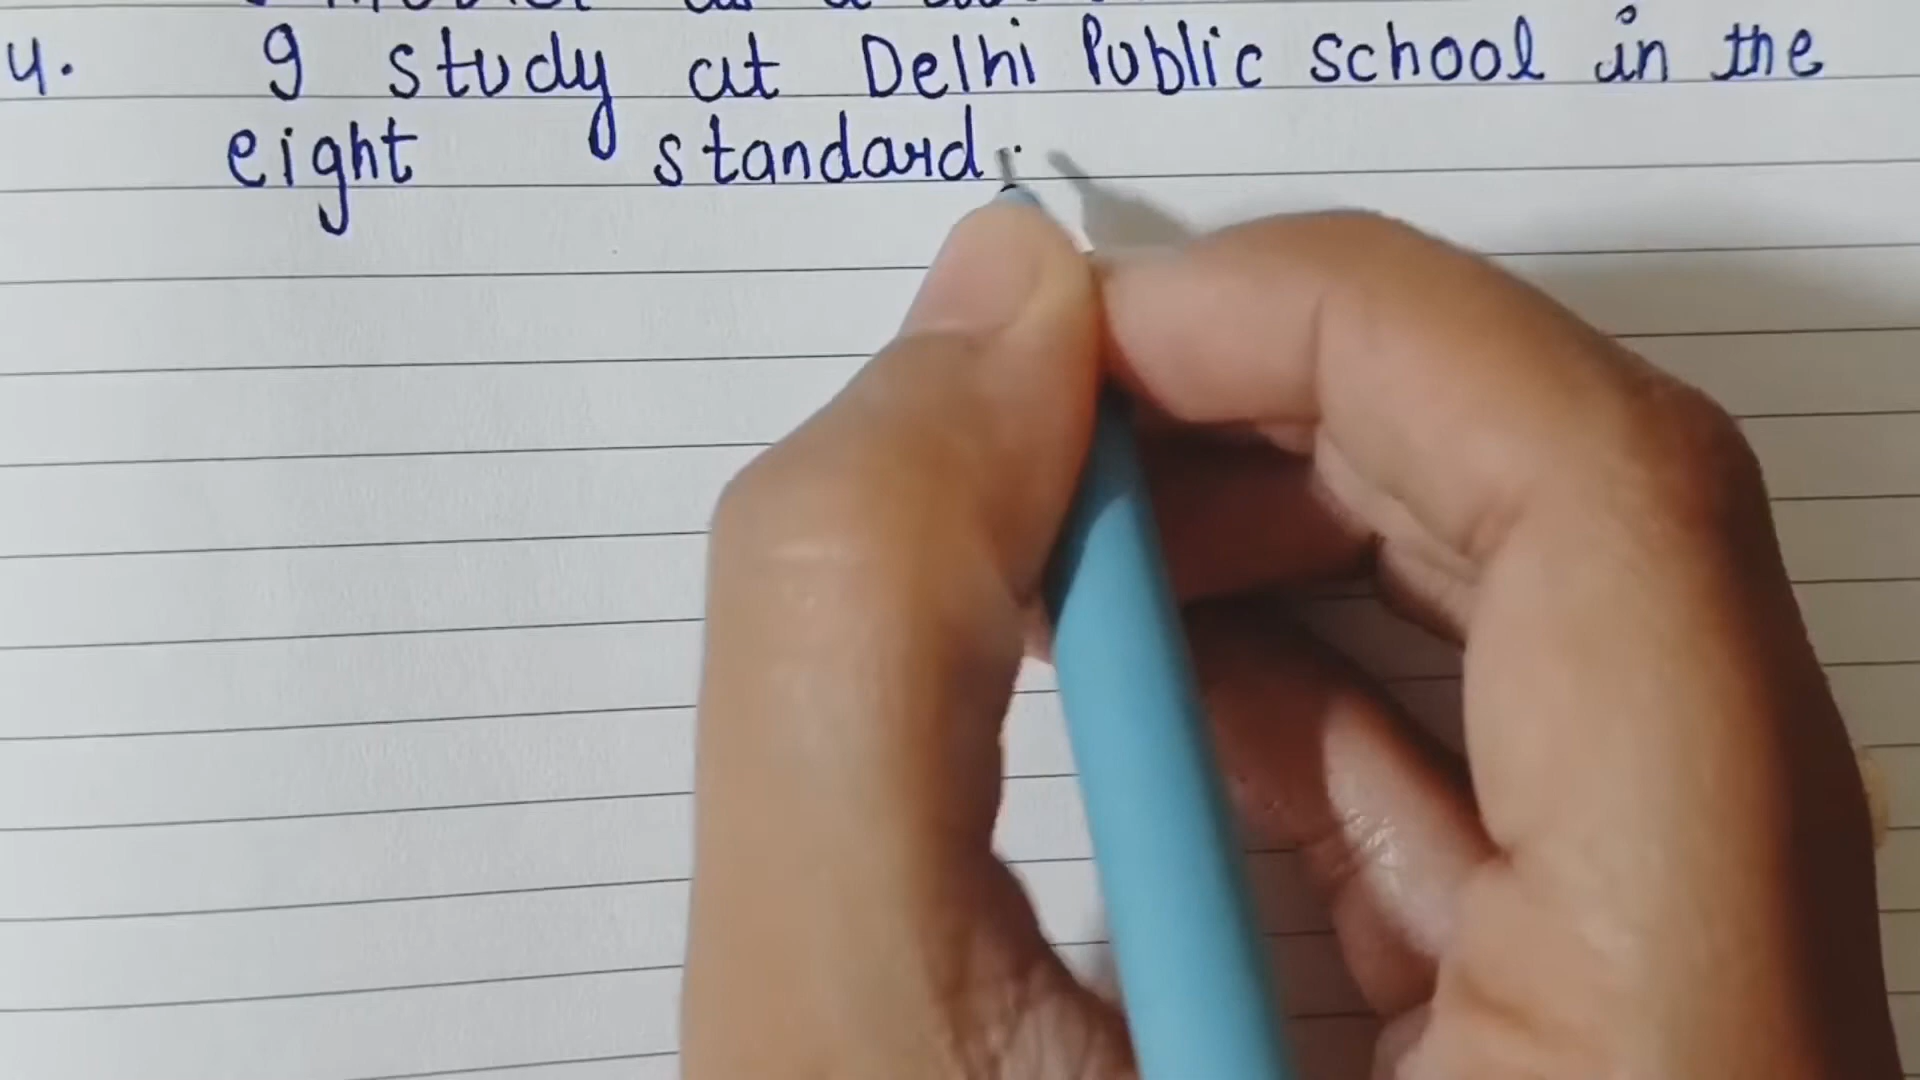 4. I study at Delhi Public school in the
eight standard.